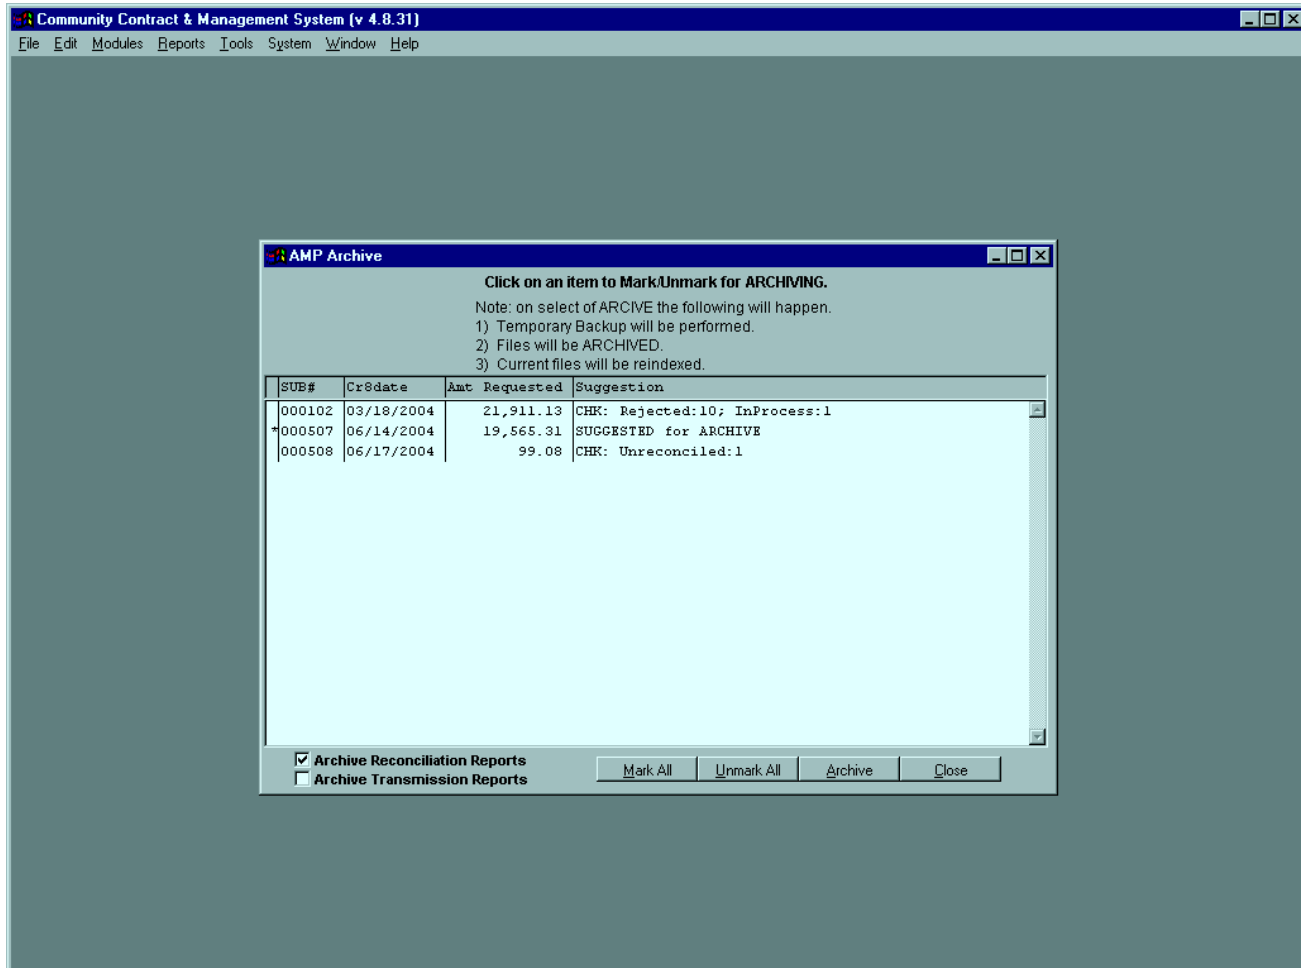 Community Contract & Management System (v 4.8.31)
File Edit Modules Reports Tools System Window Help
AMP Archive
Click on an item to Mark/Unmark for ARCHIVING.
Note: on select of ARCIVE the following will happen.
1) Temporary Backup will be performed.
2) Files will be ARCHIVED.
3) Current files will be reindexed.
SUB# Cr8date Amt Requested Suggestion
000102 03/18/2004 21,911.13 CHK: Rejected:10; InProcess:1
*000507 06/14/2004 19,565.31 SUGGESTED for ARCHIVE
000508 06/17/2004 99.08 CHK: Unreconciled:1
Archive Reconciliation Reports
Archive Transmission Reports
Mark All Unmark All Archive Close